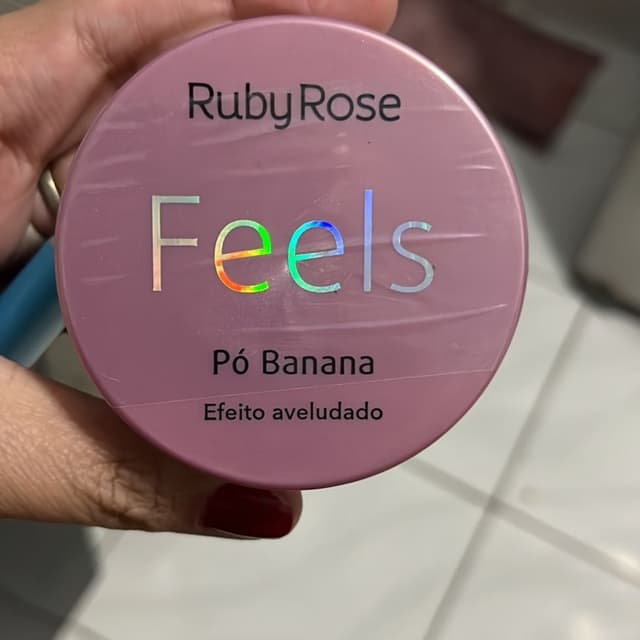 RubyRose
Feels
Pó Banana
Efeito aveludado